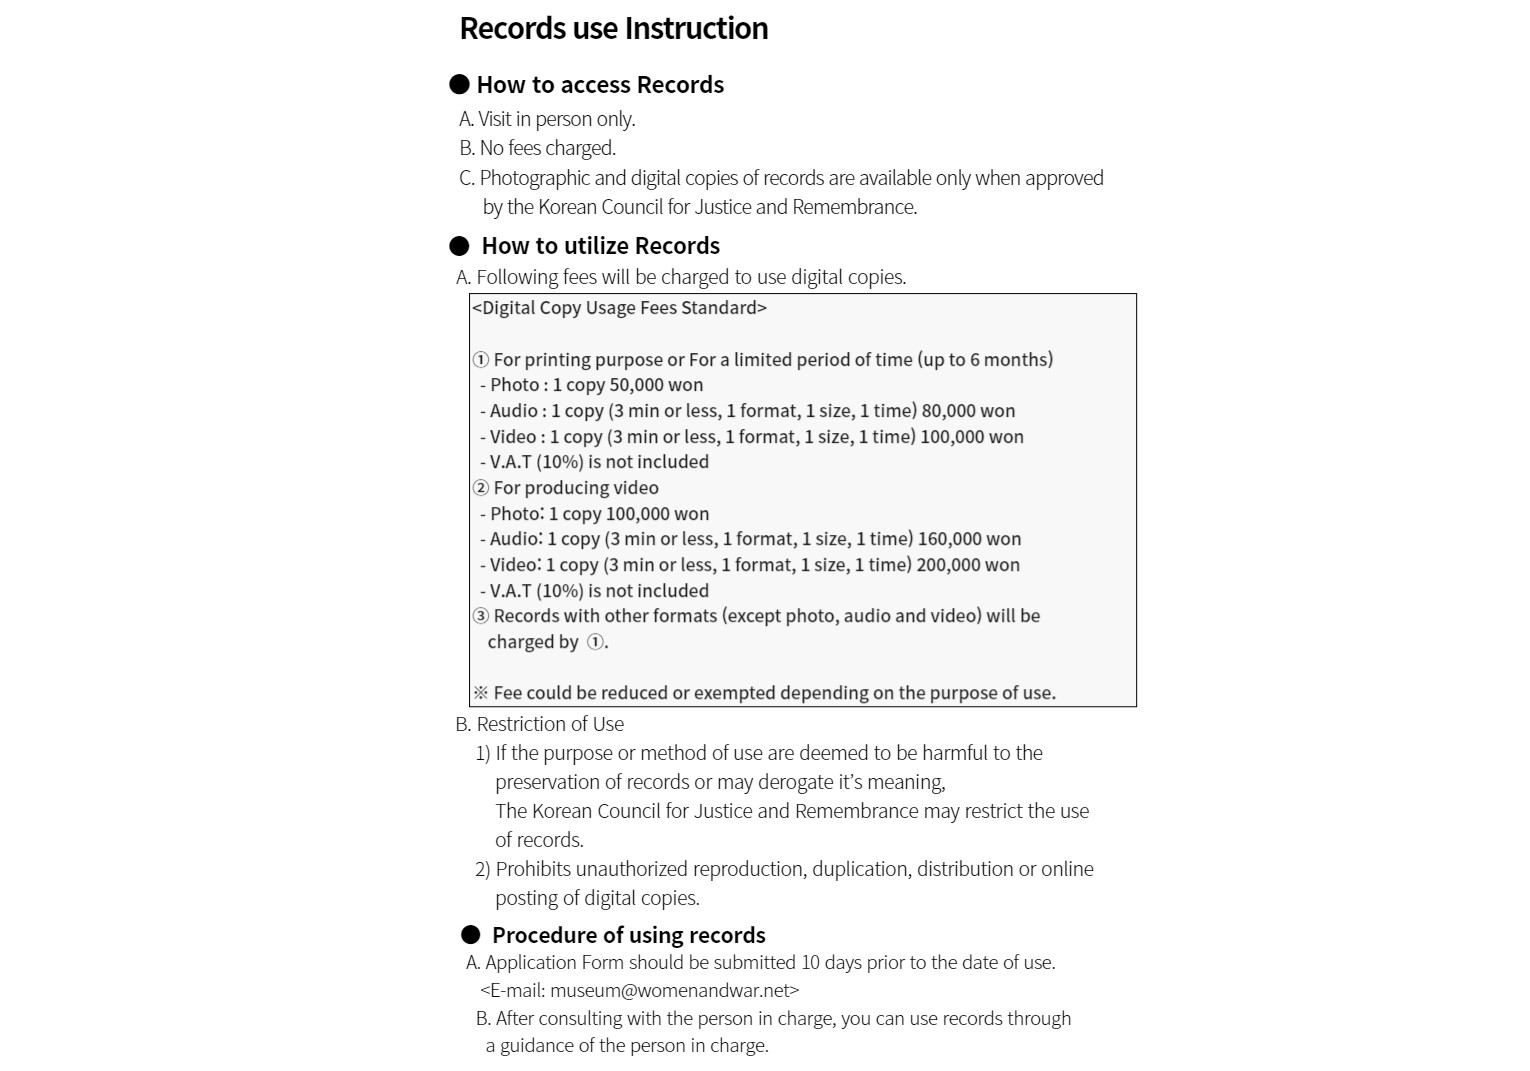 Records use Instruction
● How to access Records
A. Visit in person only.
B. No fees charged.
C. Photographic and digital copies of records are available only when approved
by the Korean Council for Justice and Remembrance.
● How to utilize Records
A. Following fees will be charged to use digital copies.
<Digital Copy Usage Fees Standard>
① For printing purpose or For a limited period of time (up to 6 months)
- Photo : 1 copy 50,000 won
- Audio : 1 copy (3 min or less, 1 format, 1 size, 1 time) 80,000 won
- Video : 1 copy (3 min or less, 1 format, 1 size, 1 time) 100,000 won
- V.A.T (10%) is not included
② For producing video
- Photo: 1 copy 100,000 won
- Audio: 1 copy (3 min or less, 1 format, 1 size, 1 time) 160,000 won
- Video: 1 copy (3 min or less, 1 format, 1 size, 1 time) 200,000 won
- V.A.T (10%) is not included
③ Records with other formats (except photo, audio and video) will be
charged by ①.
※ Fee could be reduced or exempted depending on the purpose of use.
B. Restriction of Use
1) If the purpose or method of use are deemed to be harmful to the
preservation of records or may derogate it’s meaning,
The Korean Council for Justice and Remembrance may restrict the use
of records.
2) Prohibits unauthorized reproduction, duplication, distribution or online
posting of digital copies.
● Procedure of using records
A. Application Form should be submitted 10 days prior to the date of use.
<E-mail: museum@womenandwar.net>
B. After consulting with the person in charge, you can use records through
a guidance of the person in charge.